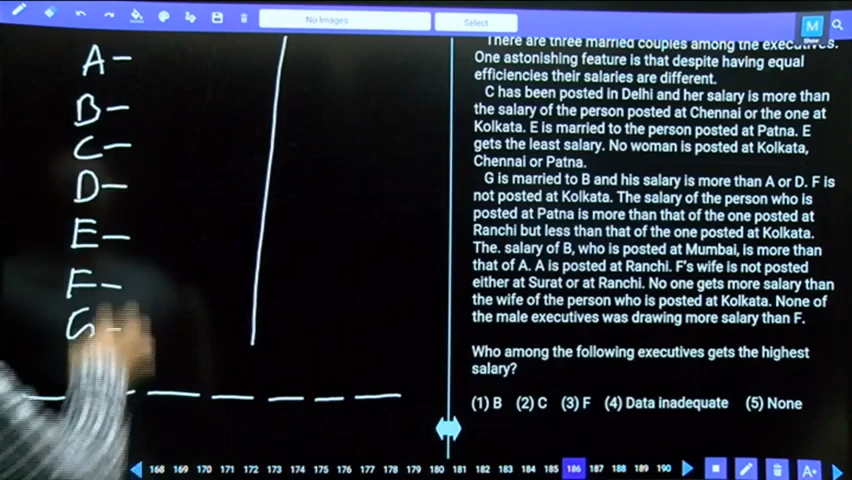 No Images
Select
M
A-
B-
C-
D-
E-
F-
G-
There are three married couples among the executives.
One astonishing feature is that despite having equal
efficiencies their salaries are different.
C has been posted in Delhi and her salary is more than
the salary of the person posted at Chennai or the one at
Kolkata. E is married to the person posted at Patna. E
gets the least salary. No woman is posted at Kolkata,
Chennai or Patna.
G is married to B and his salary is more than A or D. F is
not posted at Kolkata. The salary of the person who is
posted at Patna is more than that of the one posted at
Ranchi but less than that of the one posted at Kolkata.
The. salary of B, who is posted at Mumbai, is more than
that of A. A is posted at Ranchi. F's wife is not posted
either at Surat or at Ranchi. No one gets more salary than
the wife of the person who is posted at Kolkata. None of
the male executives was drawing more salary than F.
Who among the following executives gets the highest
salary?
(1) B (2) C (3) F (4) Data inadequate (5) None
168 169 170 171 172 173 174 175 176 177 178 179 180 181 182 183 184 185 186 187 188 189 190
A+